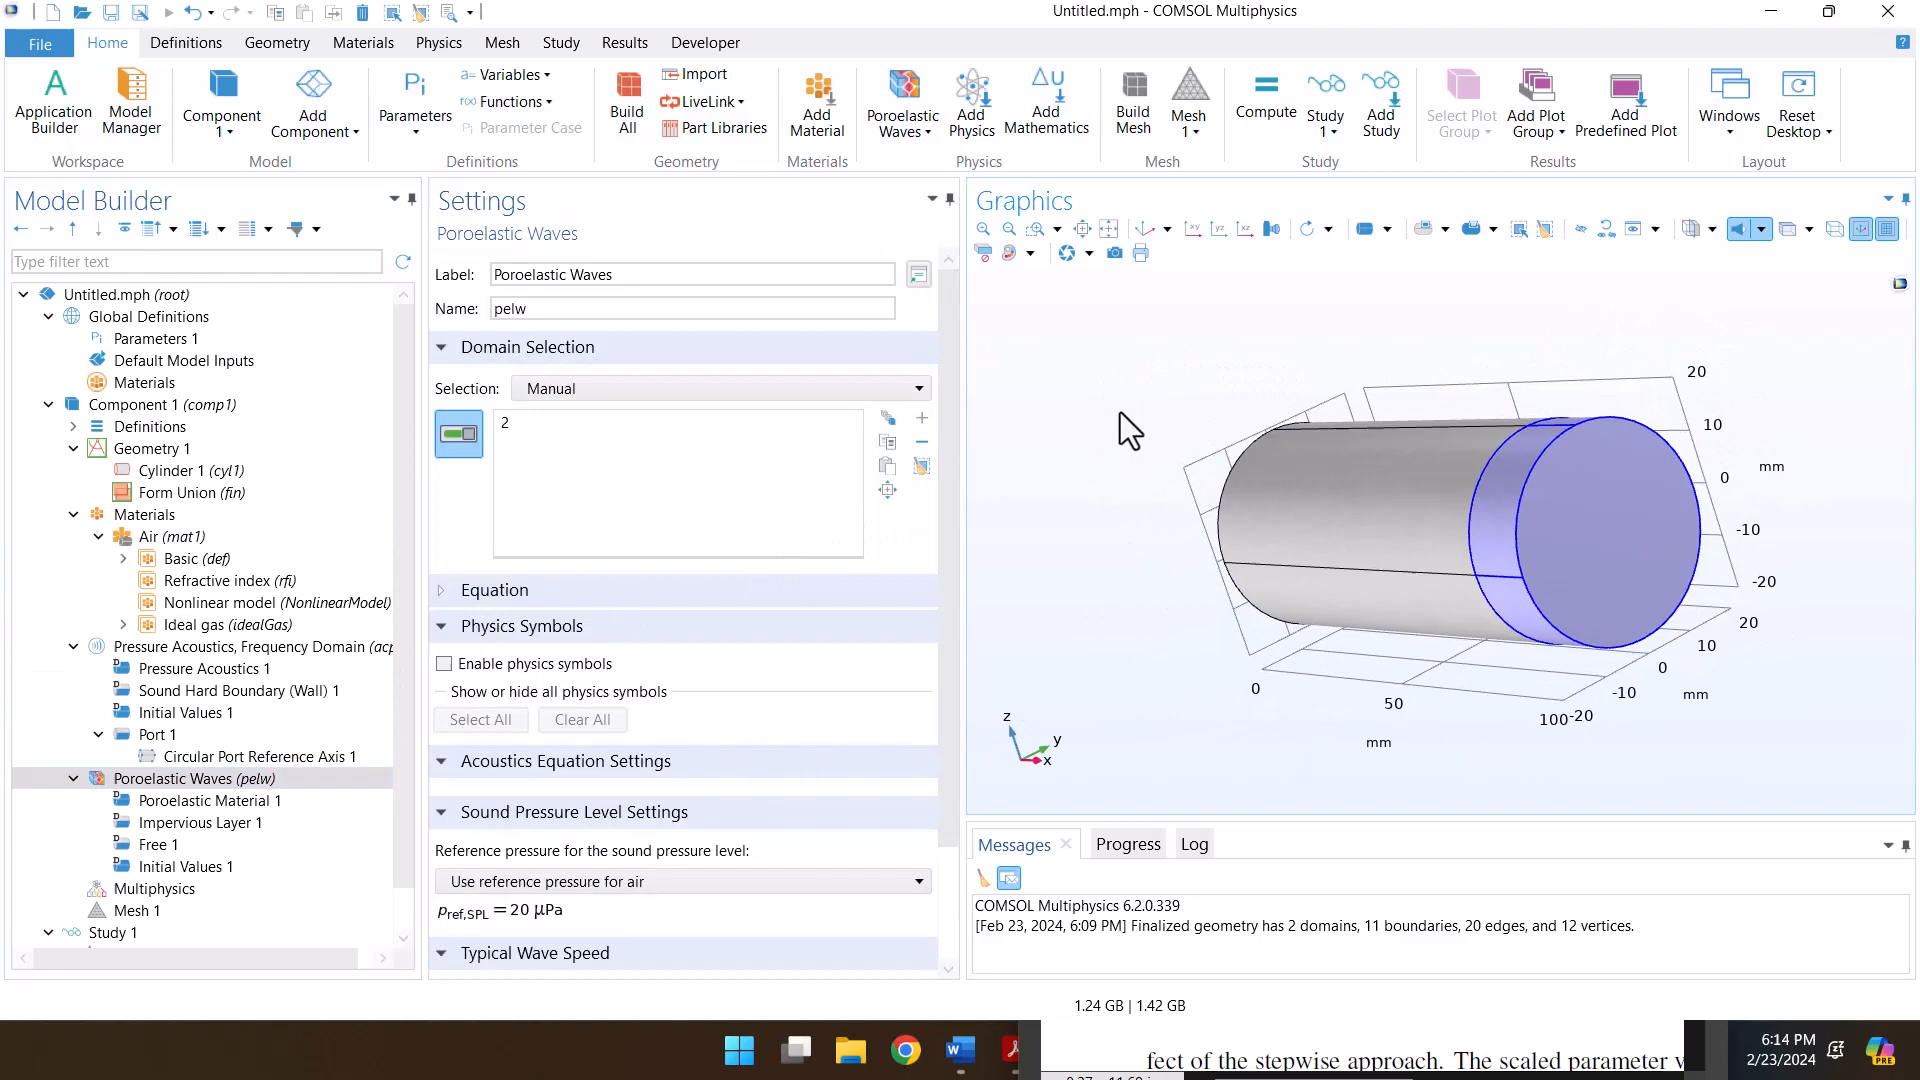 Untitled.mph - COMSOL Multiphysics
File
Home
Definitions
Geometry
Materials
Physics
Mesh
Study
Results
Developer
?
Application Builder
Model Manager
Workspace
Component 1
Add Component
Model
Pi
Parameters
a= Variables
f(x) Functions
Pi Parameter Case
Definitions
Build All
Import
LiveLink
Part Libraries
Geometry
Add Material
Materials
Poroelastic Waves
Add Physics
ΔU
Add Mathematics
Physics
Build Mesh
Mesh 1
Mesh
Compute
Study 1
Add Study
Study
Select Plot Group
Add Plot Group
Add Predefined Plot
Results
Windows
Reset Desktop
Layout
Model Builder
Type filter text
Untitled.mph (root)
Global Definitions
Pi Parameters 1
Default Model Inputs
Materials
Component 1 (comp1)
Definitions
Geometry 1
Cylinder 1 (cyl1)
Form Union (fin)
Materials
Air (mat1)
Basic (def)
Refractive index (rfi)
Nonlinear model (NonlinearModel)
Ideal gas (idealGas)
Pressure Acoustics, Frequency Domain (acp
Pressure Acoustics 1
Sound Hard Boundary (Wall) 1
Initial Values 1
Port 1
Circular Port Reference Axis 1
Poroelastic Waves (pelw)
Poroelastic Material 1
Impervious Layer 1
Free 1
Initial Values 1
Multiphysics
Mesh 1
Study 1
Settings
Poroelastic Waves
Label: Poroelastic Waves
Name: pelw
Domain Selection
Selection: Manual
2
Equation
Physics Symbols
Enable physics symbols
Show or hide all physics symbols
Select All
Clear All
Acoustics Equation Settings
Sound Pressure Level Settings
Reference pressure for the sound pressure level:
Use reference pressure for air
pref,SPL = 20 μPa
Typical Wave Speed
Graphics
xy
yz
xz
20
10
0
-10
-20
mm
20
10
0
-10
-20
mm
0
50
100
mm
z
y
x
Messages
Progress
Log
COMSOL Multiphysics 6.2.0.339
[Feb 23, 2024, 6:09 PM] Finalized geometry has 2 domains, 11 boundaries, 20 edges, and 12 vertices.
1.24 GB | 1.42 GB
W
fect of the stepwise approach. The scaled parameter v
6:14 PM
2/23/2024
PRE